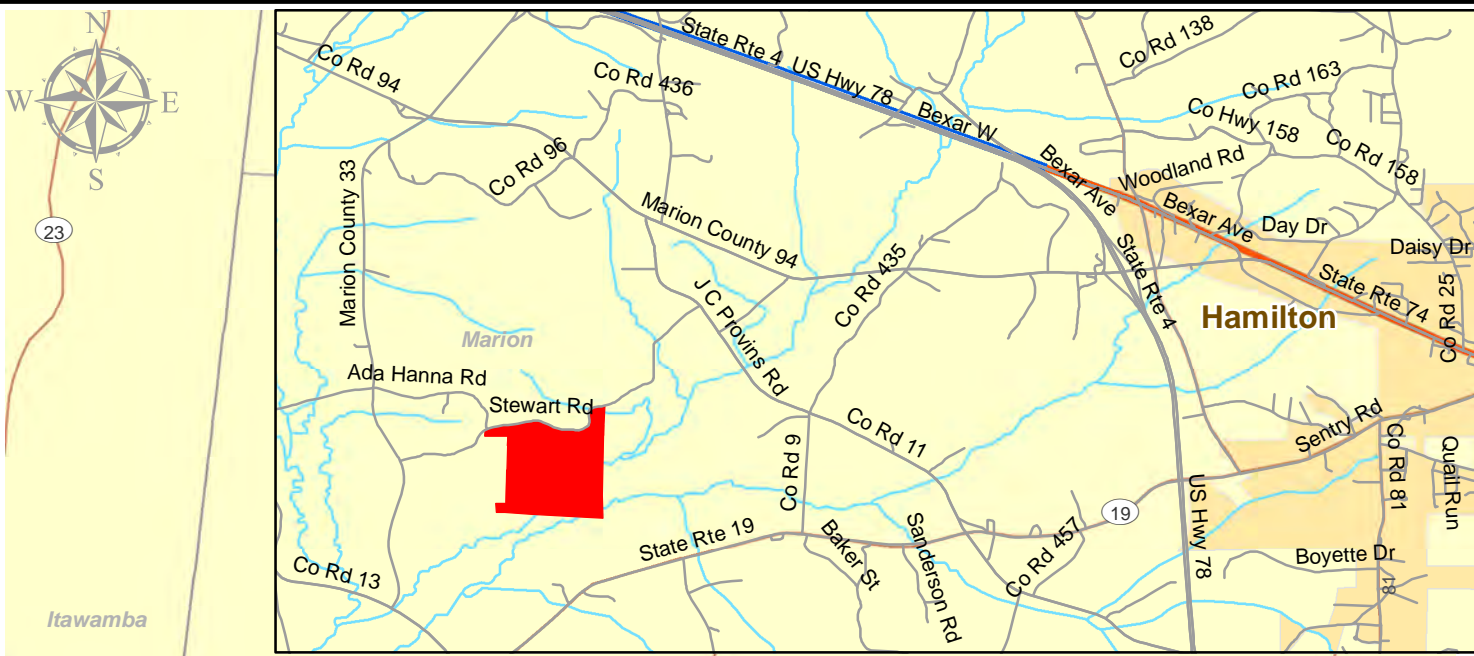 N
W
E
S
23
Itawamba
State Rte 4
US Hwy 78
Bexar W
Co Rd 138
Co Rd 163
Co Rd 94
Co Rd 436
Co Hwy 158
Co Rd 158
Co Rd 96
Bexar Ave
Woodland Rd
Bexar Ave
Day Dr
Daisy Dr
Marion County 33
Marion County 94
Co Rd 435
State Rte 4
State Rte 74
Co Rd 25
J C Provins Rd
Hamilton
Marion
Ada Hanna Rd
Stewart Rd
Co Rd 9
Co Rd 11
Sentry Rd
Co Rd 81
Quail Run
State Rte 19
Baker St
Sanderson Rd
Co Rd 457
19
US Hwy 78
Boyette Dr
81
Co Rd 13